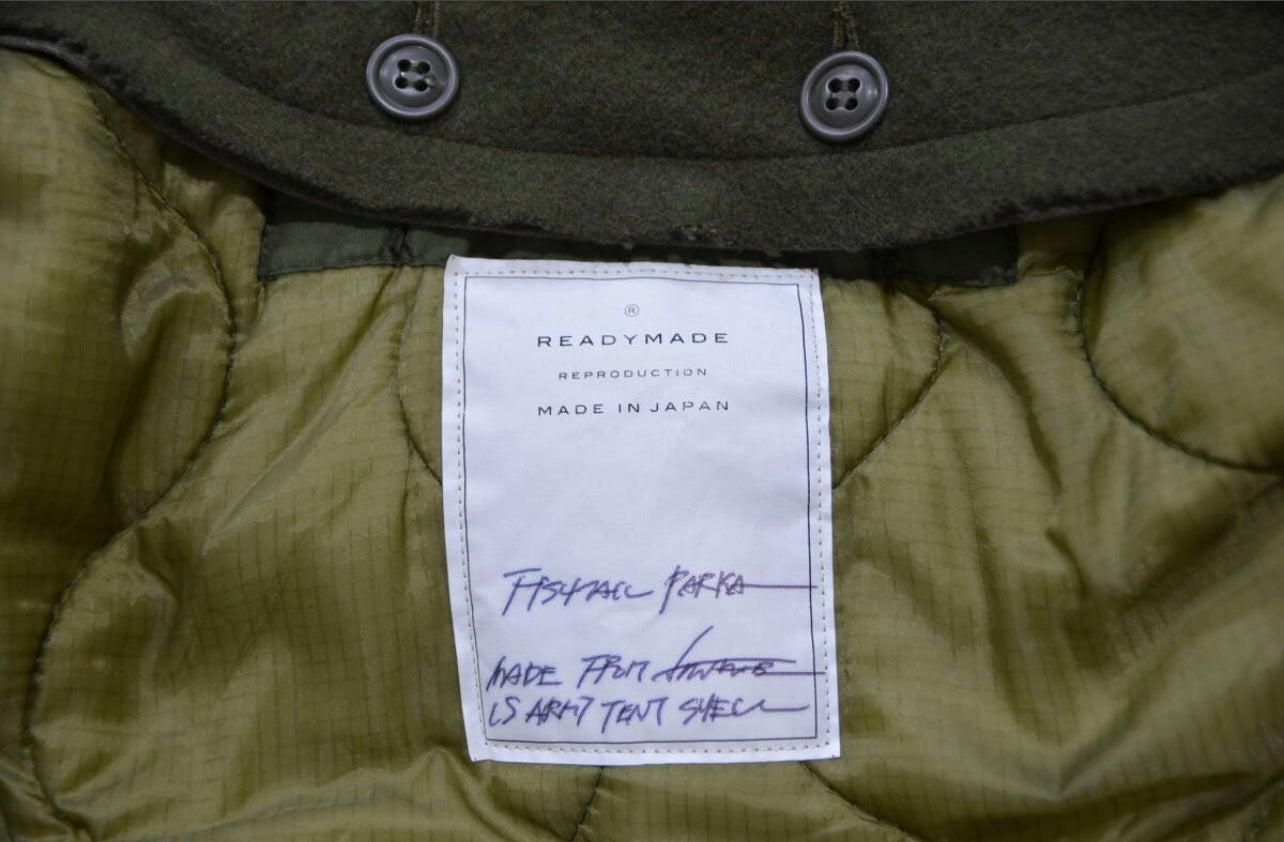 ®
READYMADE
REPRODUCTION
MADE IN JAPAN
FISHTAIL PARKA
MADE FROM
US ARMY TENT SHELL